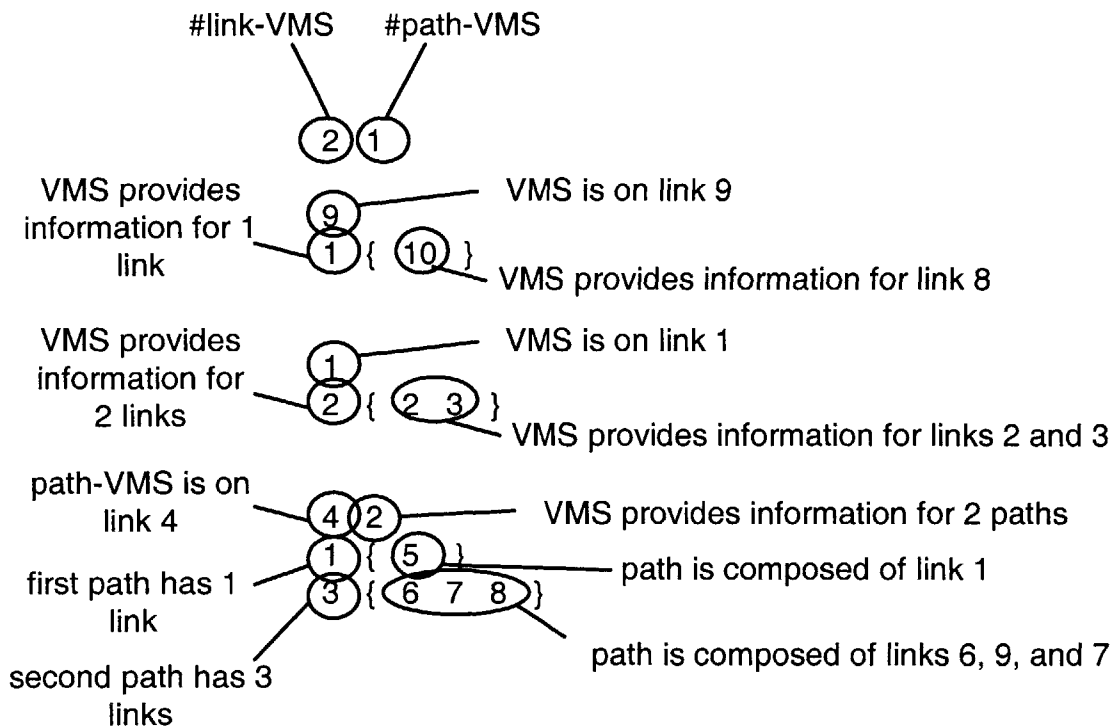 #link-VMS #path-VMS
2 1
VMS provides
information for 1
link
9
VMS is on link 9
1 { 10 }
VMS provides information for link 8
VMS provides
information for
2 links
1
VMS is on link 1
2 { 2 3 }
VMS provides information for links 2 and 3
path-VMS is on
link 4
4 2
VMS provides information for 2 paths
first path has 1
link
1 { 5 }
path is composed of link 1
second path has 3
links
3 { 6 7 8 }
path is composed of links 6, 9, and 7